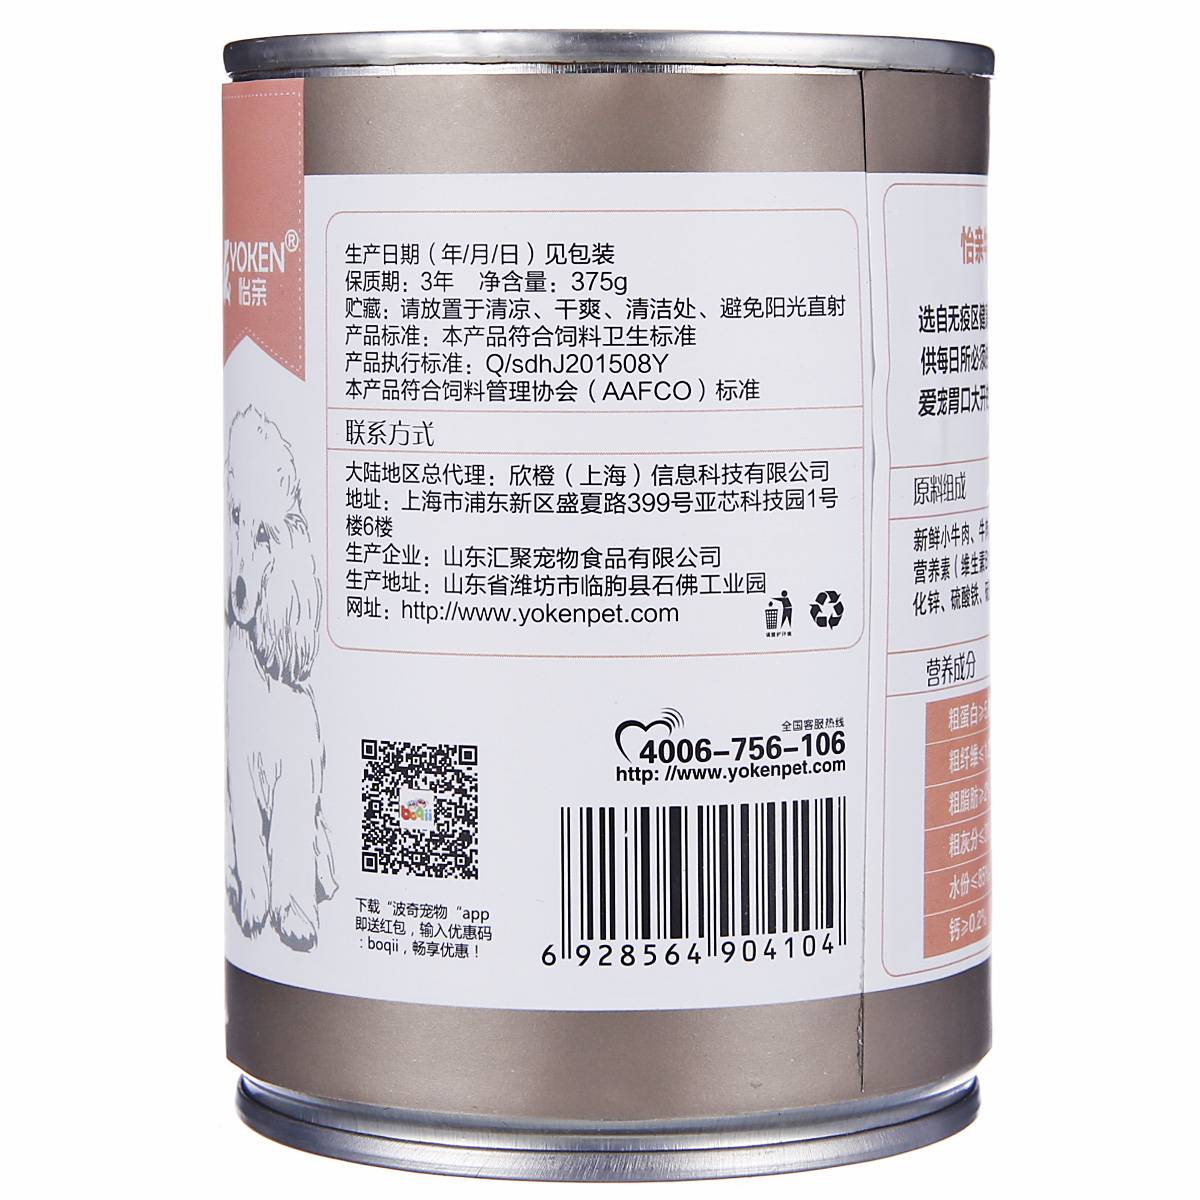 YOKEN®
怡亲
生产日期（年/月/日）见包装
保质期：3年 净含量：375g
贮藏：请放置于清凉、干爽、清洁处、避免阳光直射
产品标准：本产品符合饲料卫生标准
产品执行标准：Q/sdhJ201508Y
本产品符合饲料管理协会（AAFCO）标准
联系方式
大陆地区总代理：欣橙（上海）信息科技有限公司
地址：上海市浦东新区盛夏路399号亚芯科技园1号
楼6楼
生产企业：山东汇聚宠物食品有限公司
生产地址：山东省潍坊市临朐县石佛工业园
网址：http://www.yokenpet.com
全国客服热线
4006-756-106
http: //www.yokenpet.com
boqii
下载“波奇宠物“app
即送红包，输入优惠码
：boqii，畅享优惠！
6 928564 904104
怡亲
选自无疫区健
供每日所必须
爱宠胃口大开
原料组成
新鲜小牛肉、牛
营养素（维生素
化锌、硫酸铁、
营养成分
粗蛋白≥
粗纤维≤
粗脂肪≥
粗灰分≤
水份≤85%
钙≥0.2%